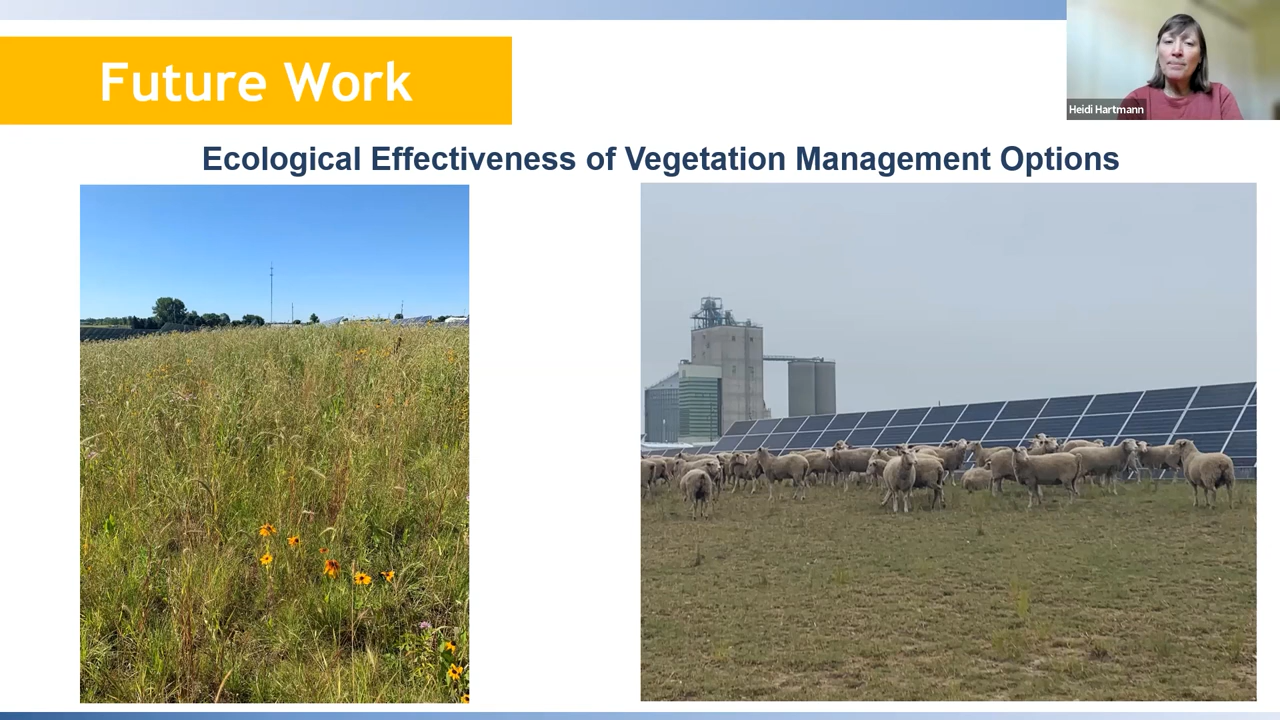 Future Work
Heidi Hartmann
Ecological Effectiveness of Vegetation Management Options